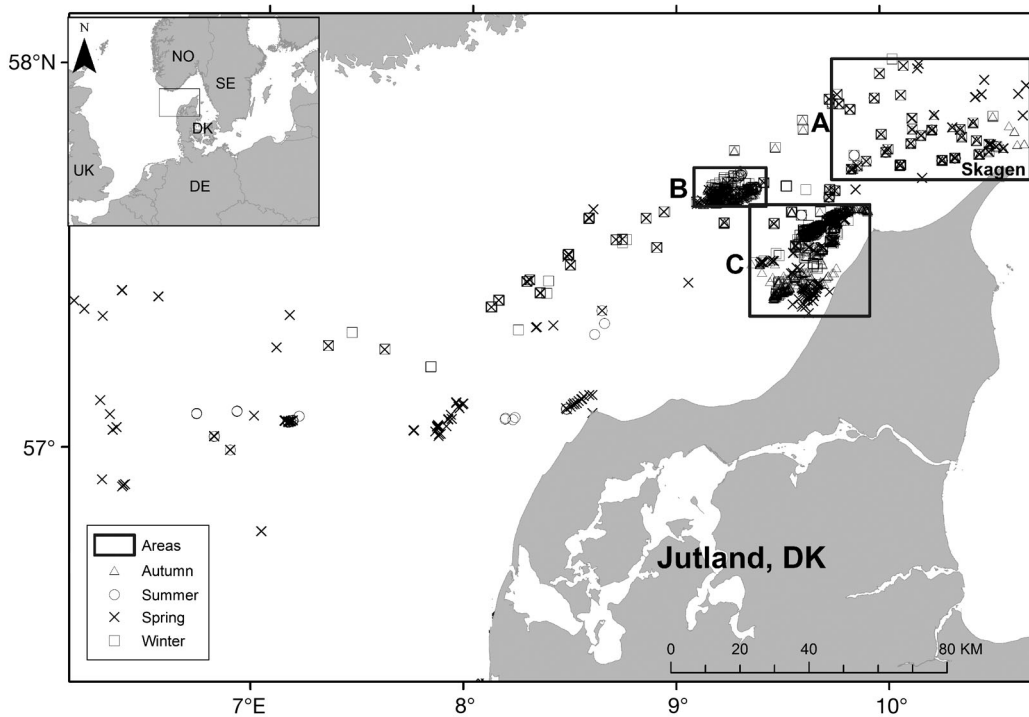 N
NO
SE
DK
UK
DE
58°N
57°
A
Skagen
B
C
Areas
Autumn
Summer
Spring
Winter
Jutland, DK
0 20 40 60 80 KM
7°E 8° 9° 10°